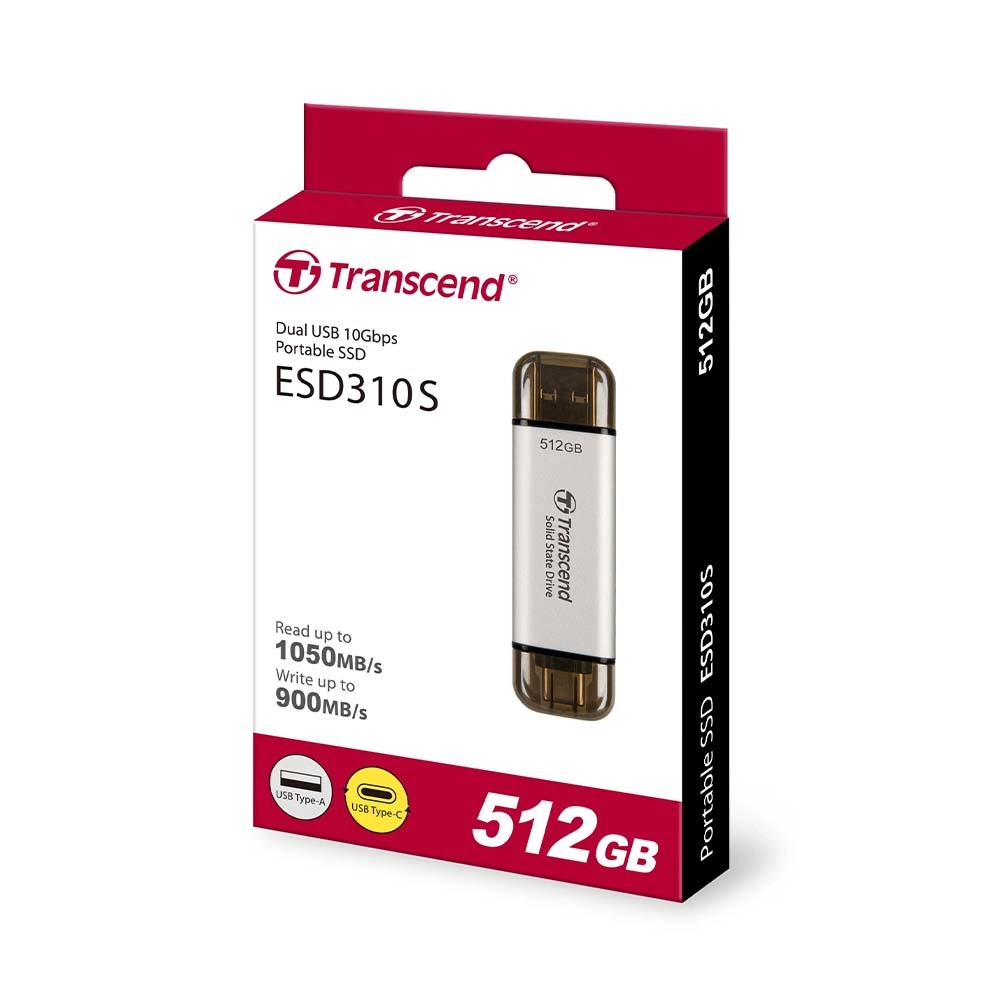 Transcend®
Transcend®
Dual USB 10Gbps
Portable SSD
ESD310S
512GB
Transcend
Solid State Drive
Read up to
1050MB/s
Write up to
900MB/s
USB Type-A
USB Type-C
512GB
512GB
Portable SSD ESD310S